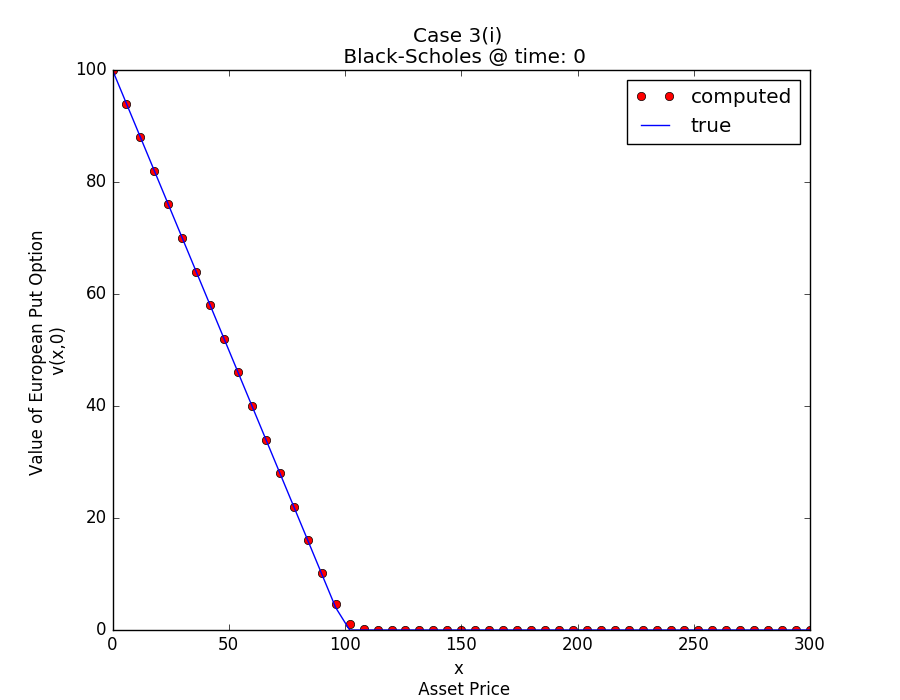 Case 3(i)
Black-Scholes @ time: 0
computed
true
100
80
60
40
20
0
Value of European Put Option
v(x,0)
0 50 100 150 200 250 300
x
Asset Price